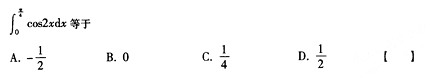 ∫₀^{π/4} cos2xdx 等于
A. -1/2 B. 0 C. 1/4 D. 1/2 【 】